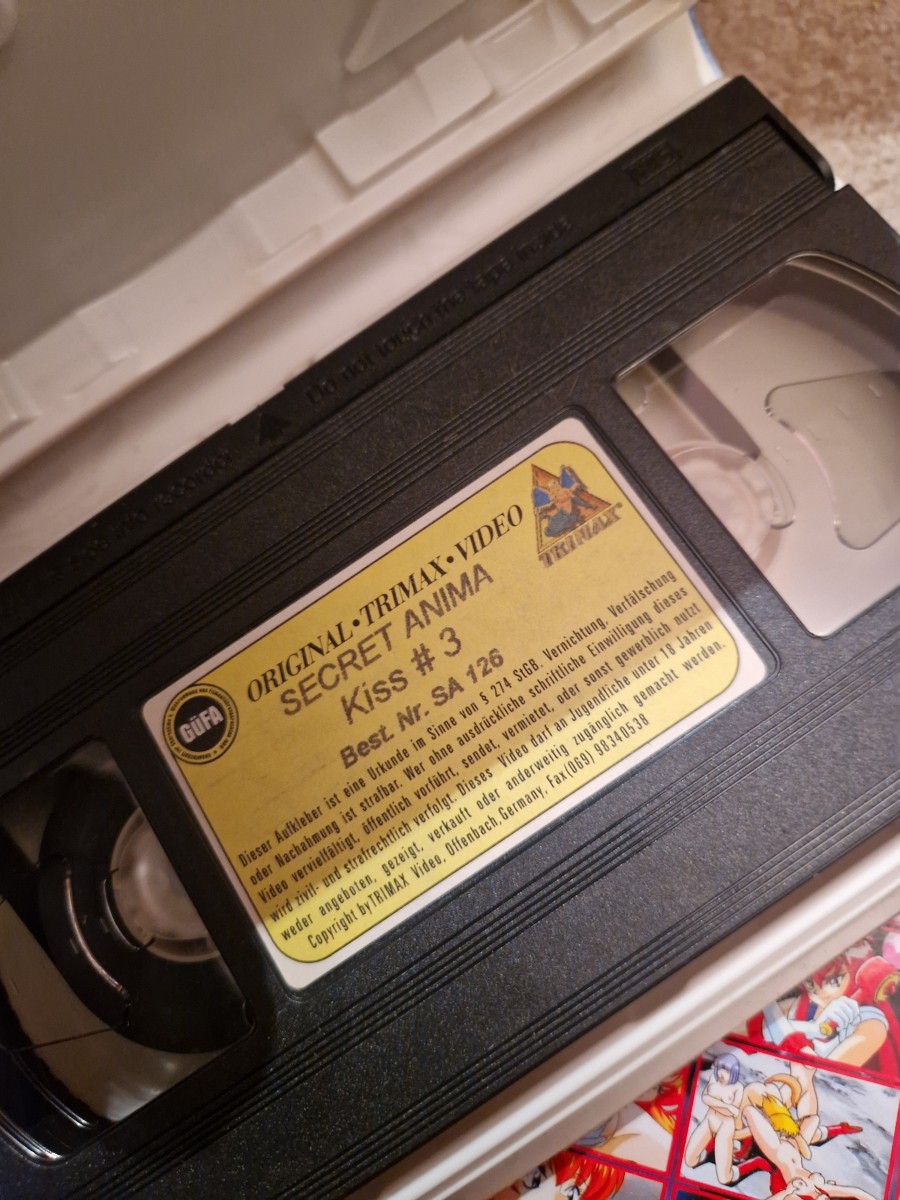 VHS
Do not touch the tape inside
ORIGINAL•TRIMAX•VIDEO
TRIMAX
SECRET ANIMA
Kiss # 3
Best. Nr. SA 126
GÜFA
Dieser Aufkleber ist eine Urkunde im Sinne von § 274 StGB. Vernichtung, Verfälschung
oder Nachahmung ist strafbar. Wer ohne ausdrückliche schriftliche Einwilligung dieses
Video vervielfältigt, öffentlich vorführt, sendet, vermietet, oder sonst gewerblich nutzt
wird zivil- und strafrechtlich verfolgt. Dieses Video darf an Jugendliche unter 18 Jahren
weder angeboten, gezeigt, verkauft oder anderweitig zugänglich gemacht werden.
Copyright by TRIMAX Video, Offenbach, Germany, Fax (069) 98340538